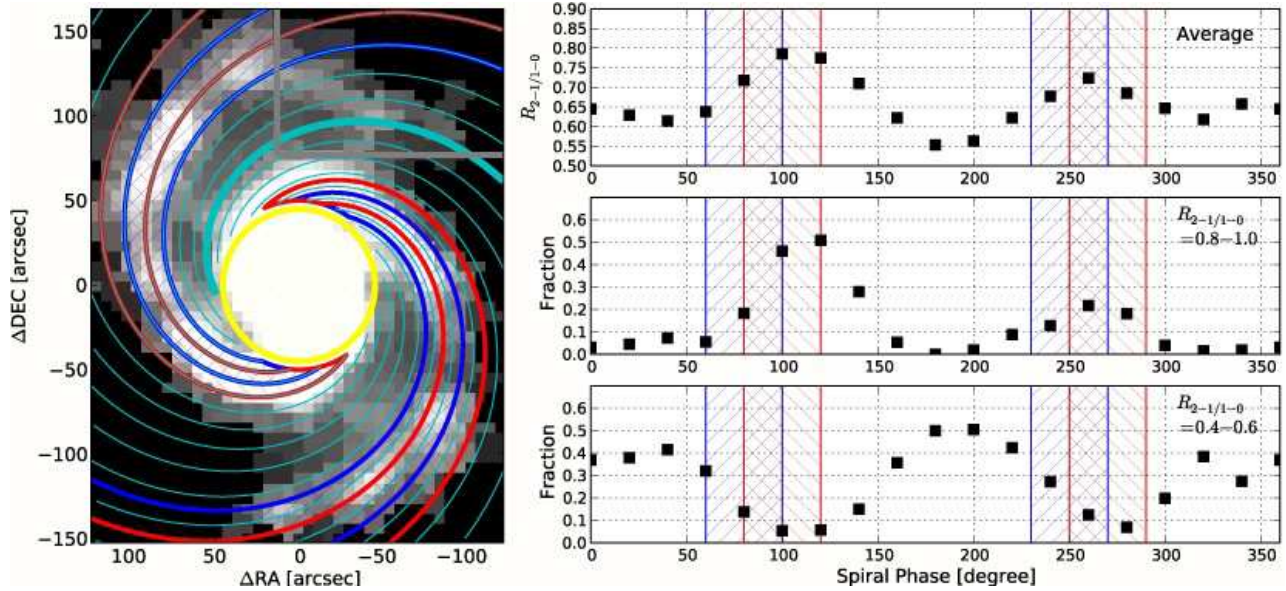 150
100
50
0
−50
−100
−150
ΔDEC [arcsec]
100 50 0 −50 −100
ΔRA [arcsec]
0.90
0.85
0.80
0.75
0.70
0.65
0.60
0.55
0.50
R2−1/1−0
Average
0 50 100 150 200 250 300 350
0.6
0.5
0.4
0.3
0.2
0.1
0.0
Fraction
R2−1/1−0
=0.8−1.0
0 50 100 150 200 250 300 350
0.6
0.5
0.4
0.3
0.2
0.1
0.0
Fraction
R2−1/1−0
=0.4−0.6
0 50 100 150 200 250 300 350
Spiral Phase [degree]